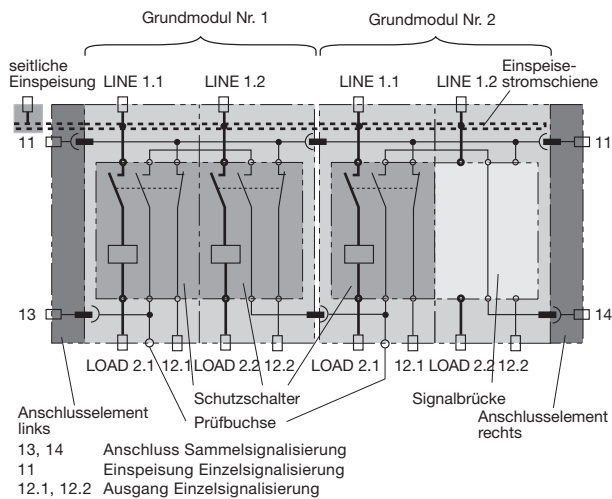 Grundmodul Nr. 1 Grundmodul Nr. 2
seitliche
Einspeisung
LINE 1.1 LINE 1.2 LINE 1.1 LINE 1.2
Einspeise-
stromschiene
11 11
13 14
LOAD 2.1 12.1 LOAD 2.2 12.2 LOAD 2.1 12.1 LOAD 2.2 12.2
Schutzschalter
Prüfbuchse
Signalbrücke
Anschlusselement
links
Anschlusselement
rechts
13, 14 Anschluss Sammelsignalisierung
11 Einspeisung Einzelsignalisierung
12.1, 12.2 Ausgang Einzelsignalisierung